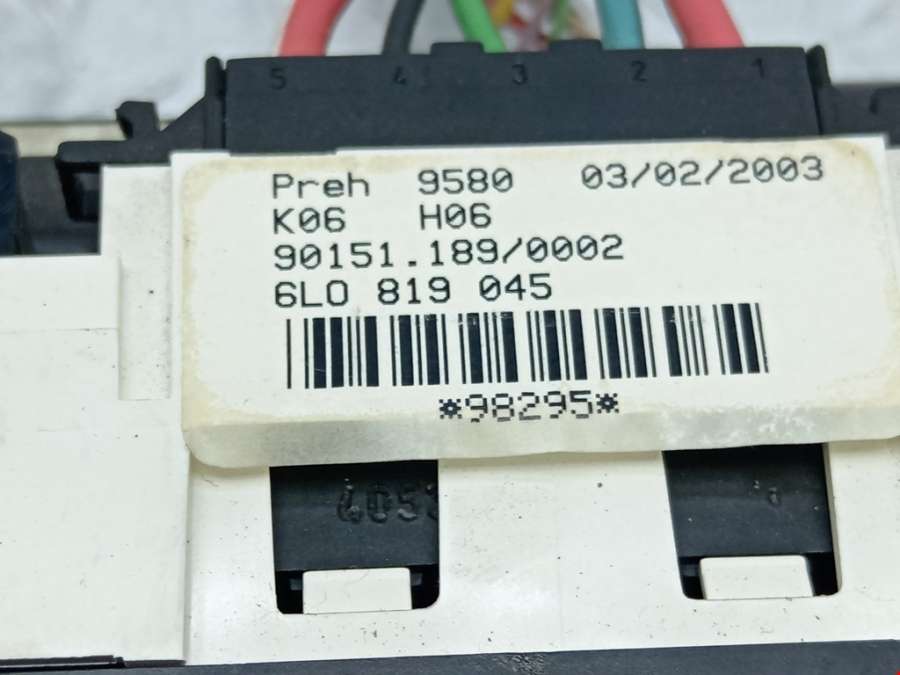 5 4 3 2 1
Preh 9580 03/02/2003
K06 H06
90151.189/0002
6L0 819 045
*98295*